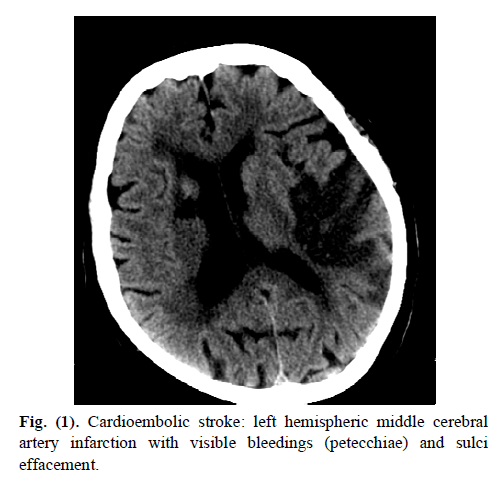 Fig. (1). Cardioembolic stroke: left hemispheric middle cerebral
artery infarction with visible bleedings (petecchiae) and sulci
effacement.